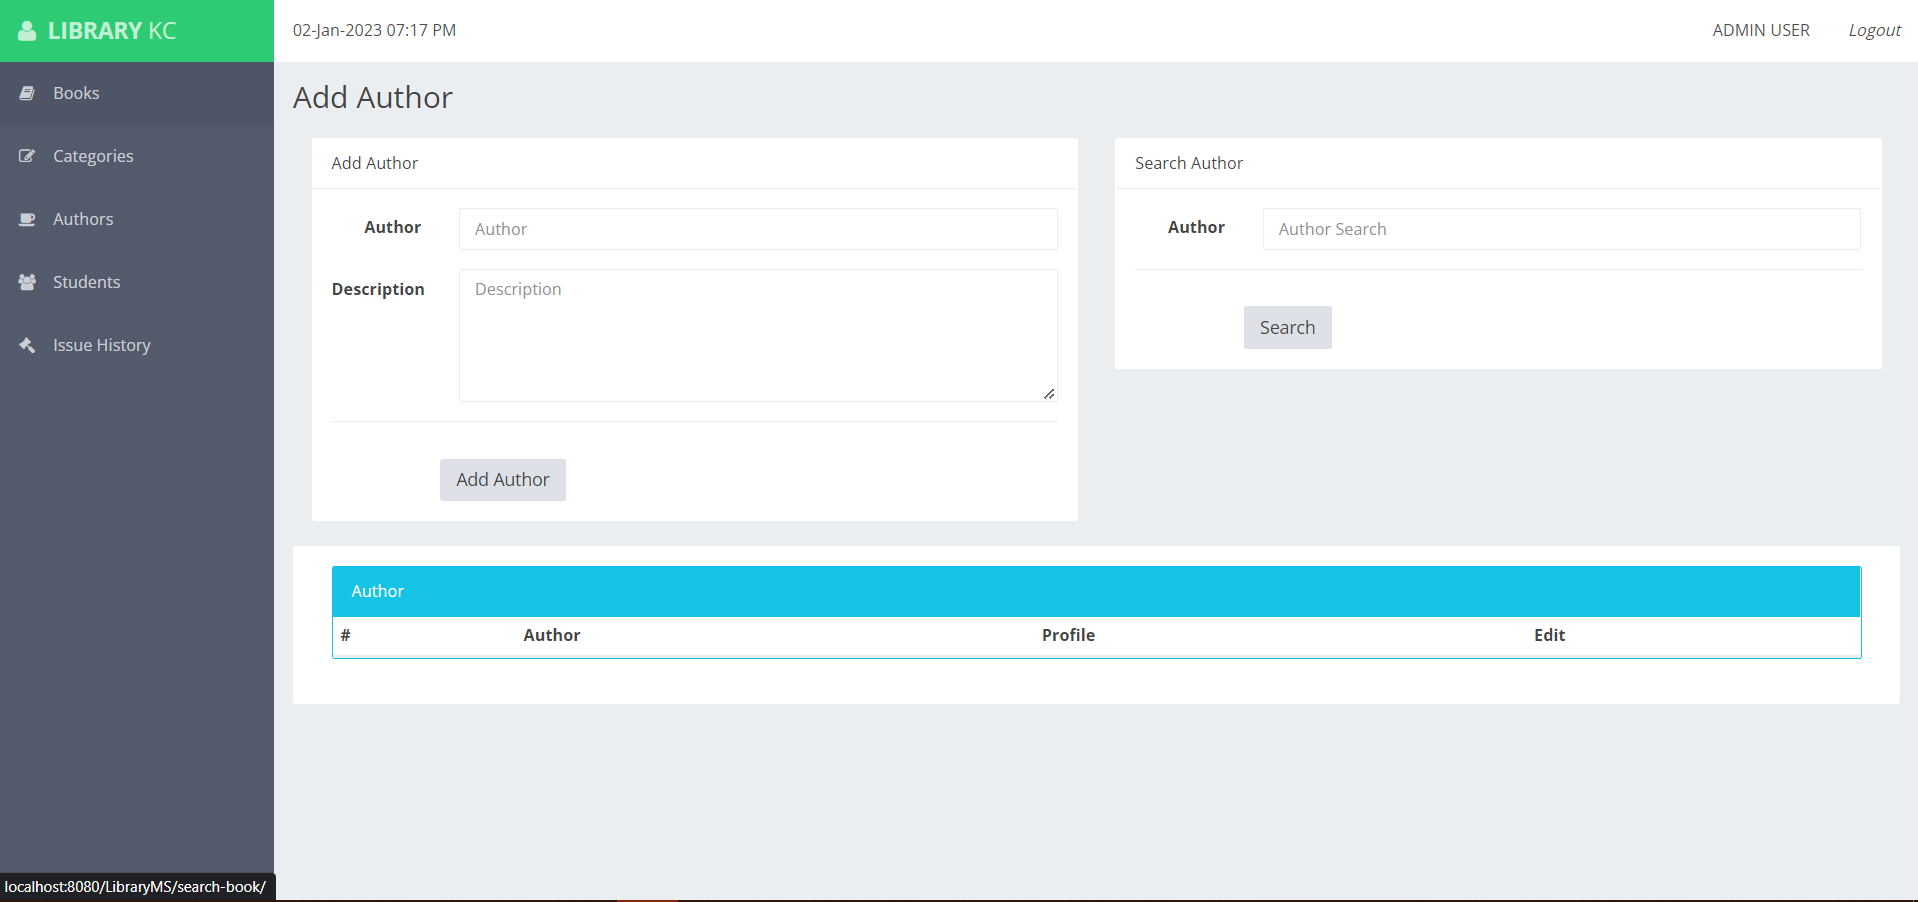 LIBRARY KC
02-Jan-2023 07:17 PM
ADMIN USER
Logout
Books
Categories
Authors
Students
Issue History
Add Author
Add Author
Author
Author
Description
Description
Add Author
Search Author
Author
Author Search
Search
Author
# Author Profile Edit
localhost:8080/LibraryMS/search-book/